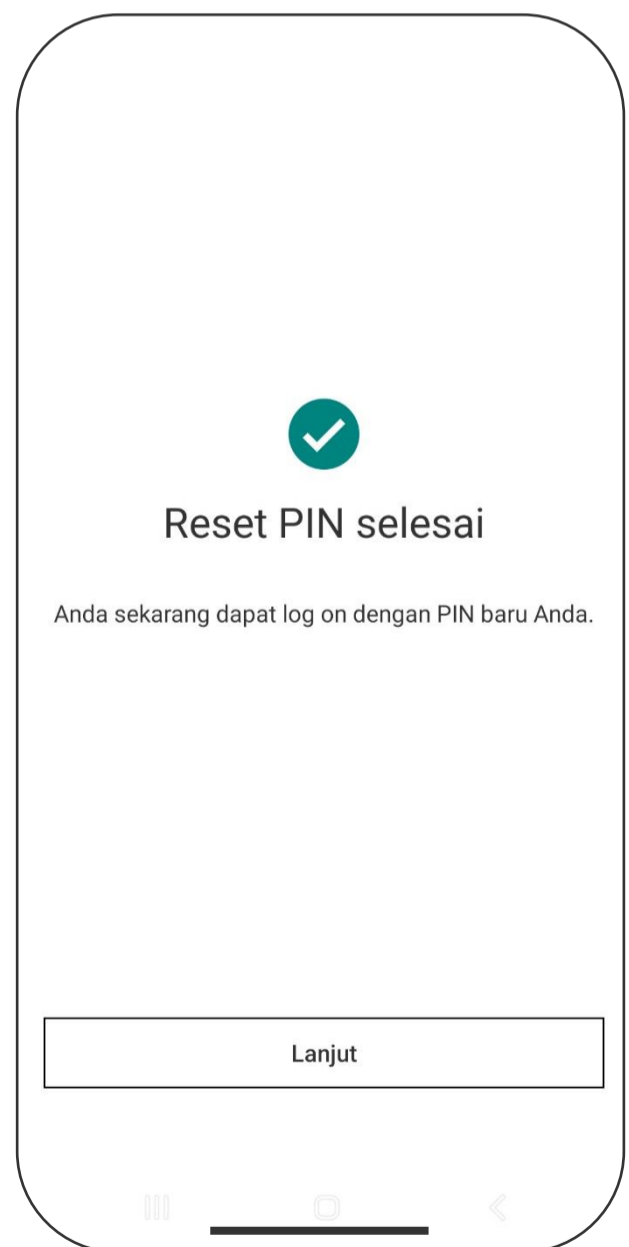 Reset PIN selesai
Anda sekarang dapat log on dengan PIN baru Anda.
Lanjut